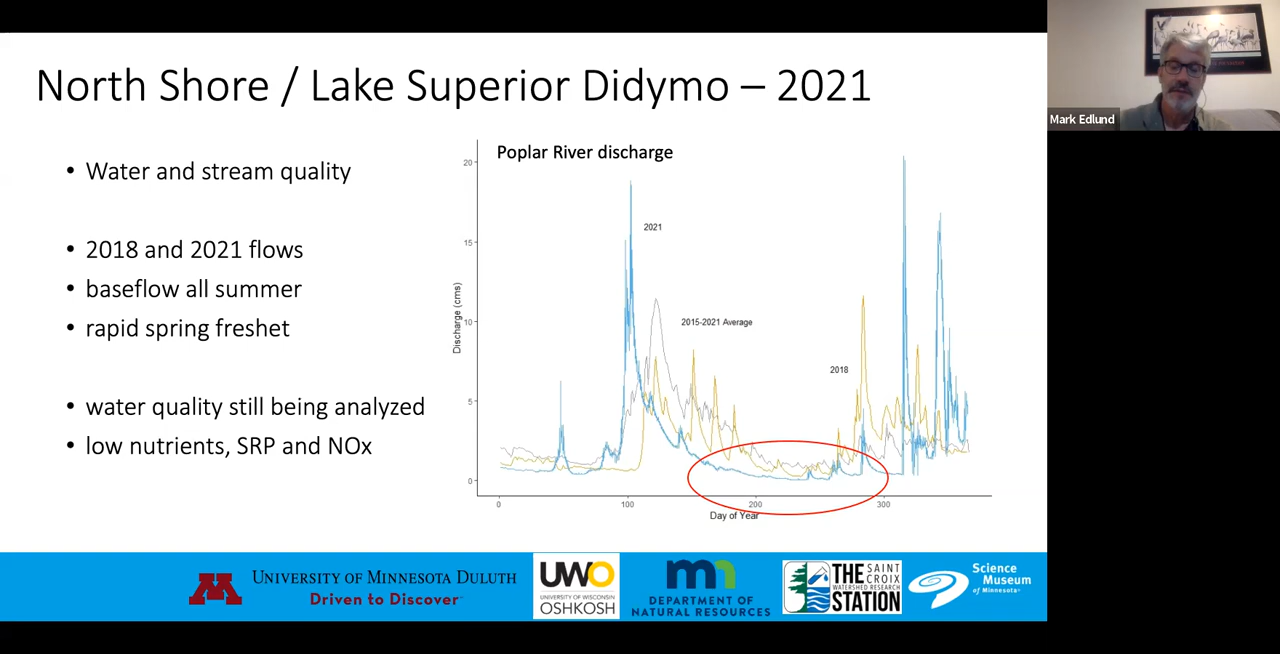 North Shore / Lake Superior Didymo – 2021
Mark Edlund
• Water and stream quality
• 2018 and 2021 flows
• baseflow all summer
• rapid spring freshet
• water quality still being analyzed
• low nutrients, SRP and NOx
Poplar River discharge
20
15
10
5
0
Discharge (cms)
2021
2015-2021 Average
2018
0
100
200
300
Day of Year
M
UNIVERSITY OF MINNESOTA DULUTH
Driven to Discover
UWO
UNIVERSITY OF WISCONSIN
OSHKOSH
mn
DEPARTMENT OF
NATURAL RESOURCES
THE SAINT CROIX
WATERSHED RESEARCH
STATION
Science
Museum
of Minnesota